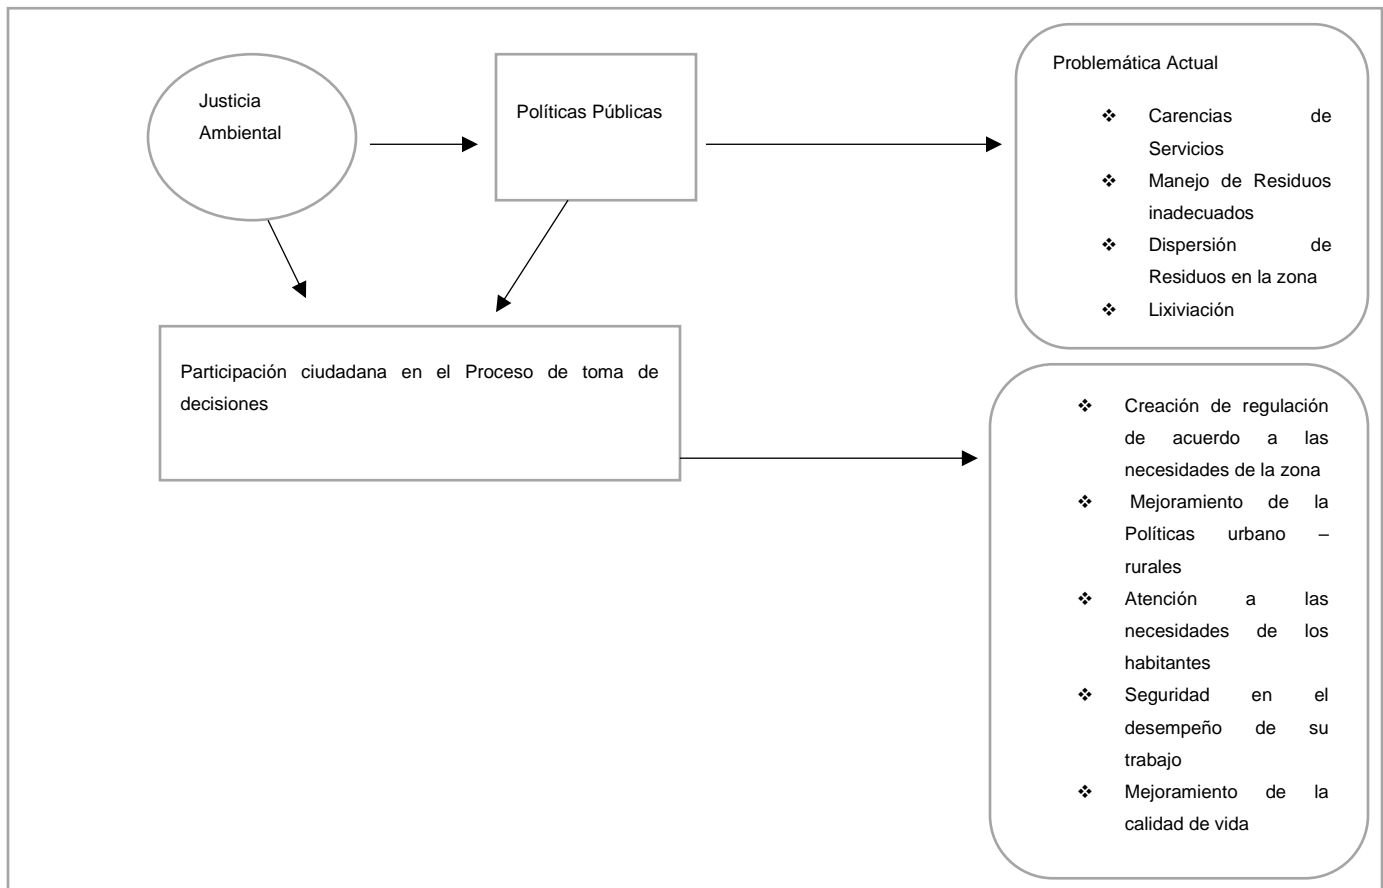 Justicia
Ambiental
Políticas Públicas
Problemática Actual
❖ Carencias de
Servicios
❖ Manejo de Residuos
inadecuados
❖ Dispersión de
Residuos en la zona
❖ Lixiviación
Participación ciudadana en el Proceso de toma de
decisiones
❖ Creación de regulación
de acuerdo a las
necesidades de la zona
❖ Mejoramiento de la
Políticas urbano –
rurales
❖ Atención a las
necesidades de los
habitantes
❖ Seguridad en el
desempeño de su
trabajo
❖ Mejoramiento de la
calidad de vida